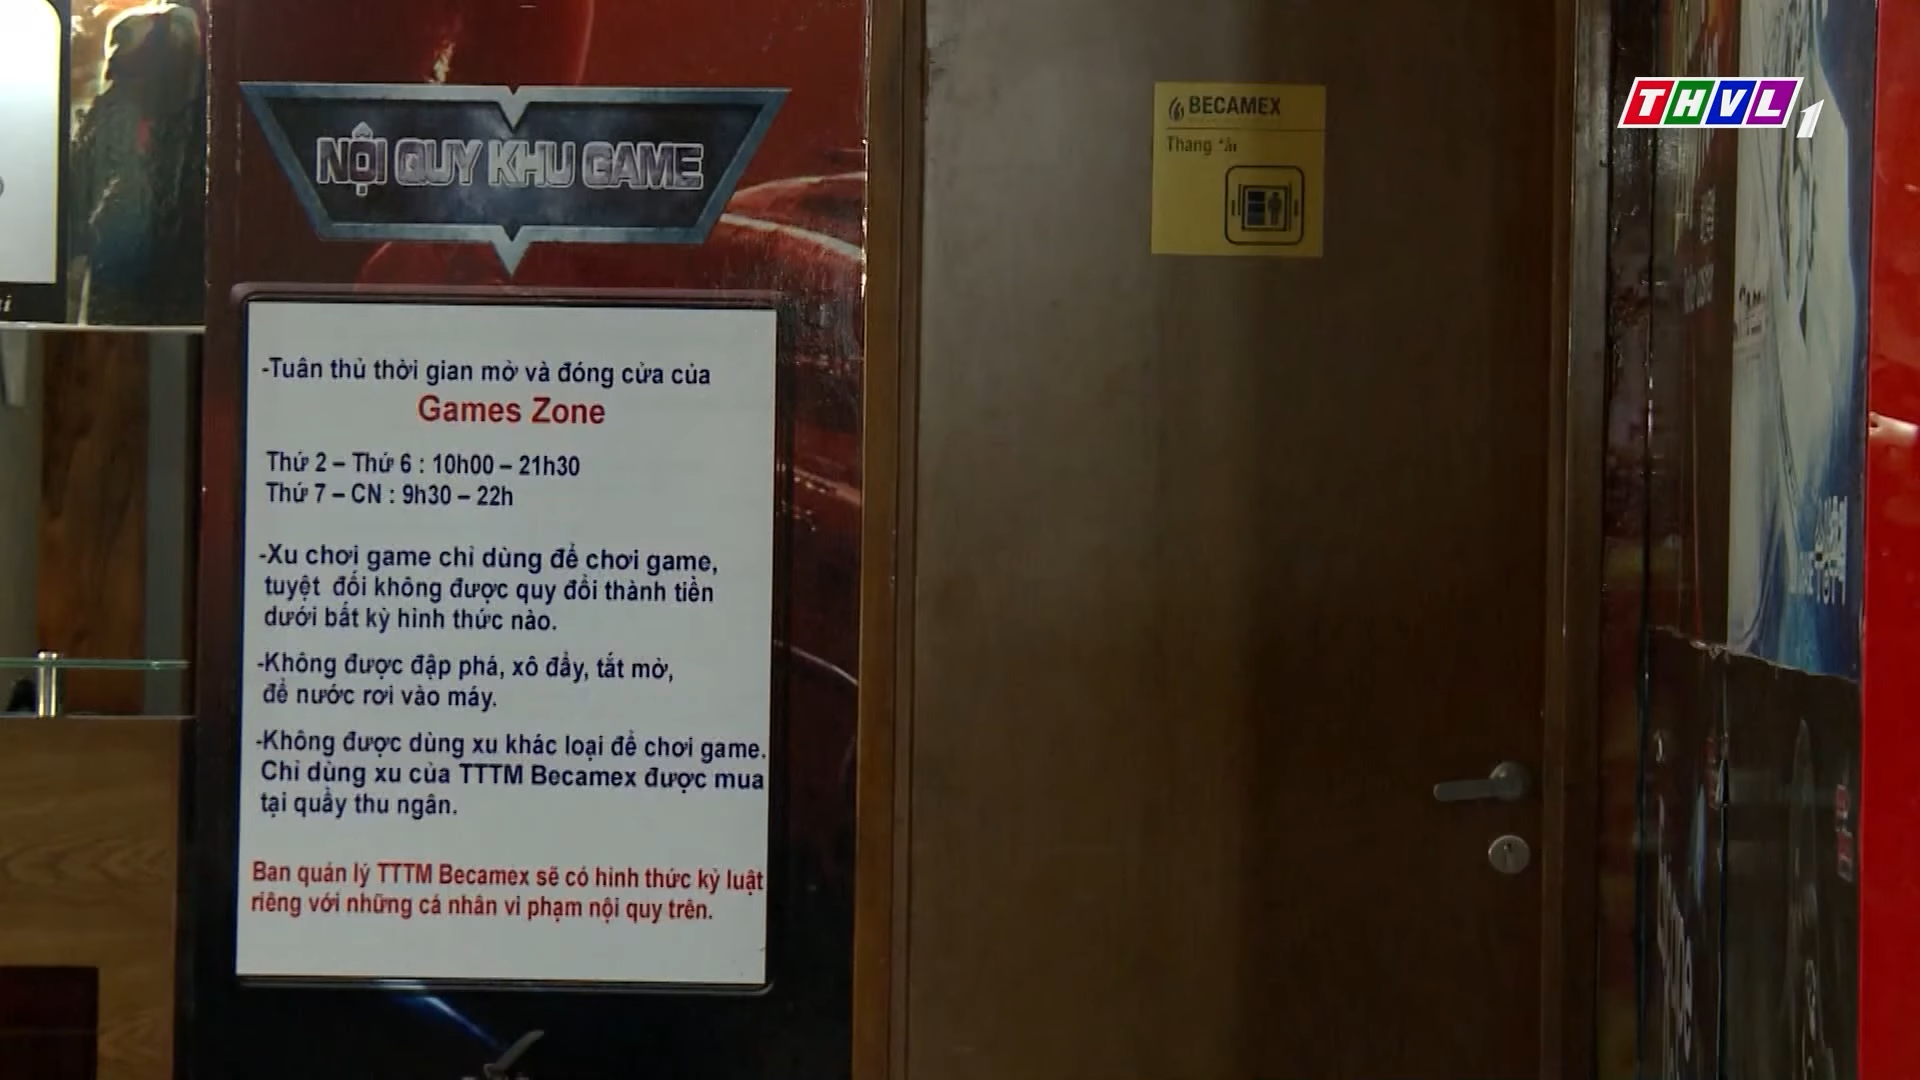 NỘI QUY KHU GAME
-Tuân thủ thời gian mở và đóng cửa của
Games Zone
Thứ 2 – Thứ 6 : 10h00 – 21h30
Thứ 7 – CN : 9h30 – 22h
-Xu chơi game chỉ dùng để chơi game,
tuyệt đối không được quy đổi thành tiền
dưới bất kỳ hình thức nào.
-Không được đập phá, xô đẩy, tắt mở,
để nước rơi vào máy.
-Không được dùng xu khác loại để chơi game.
Chỉ dùng xu của TTTM Becamex được mua
tại quầy thu ngân.
Ban quản lý TTTM Becamex sẽ có hình thức kỷ luật
riêng với những cá nhân vi phạm nội quy trên.
BECAMEX
Thang
THVL1